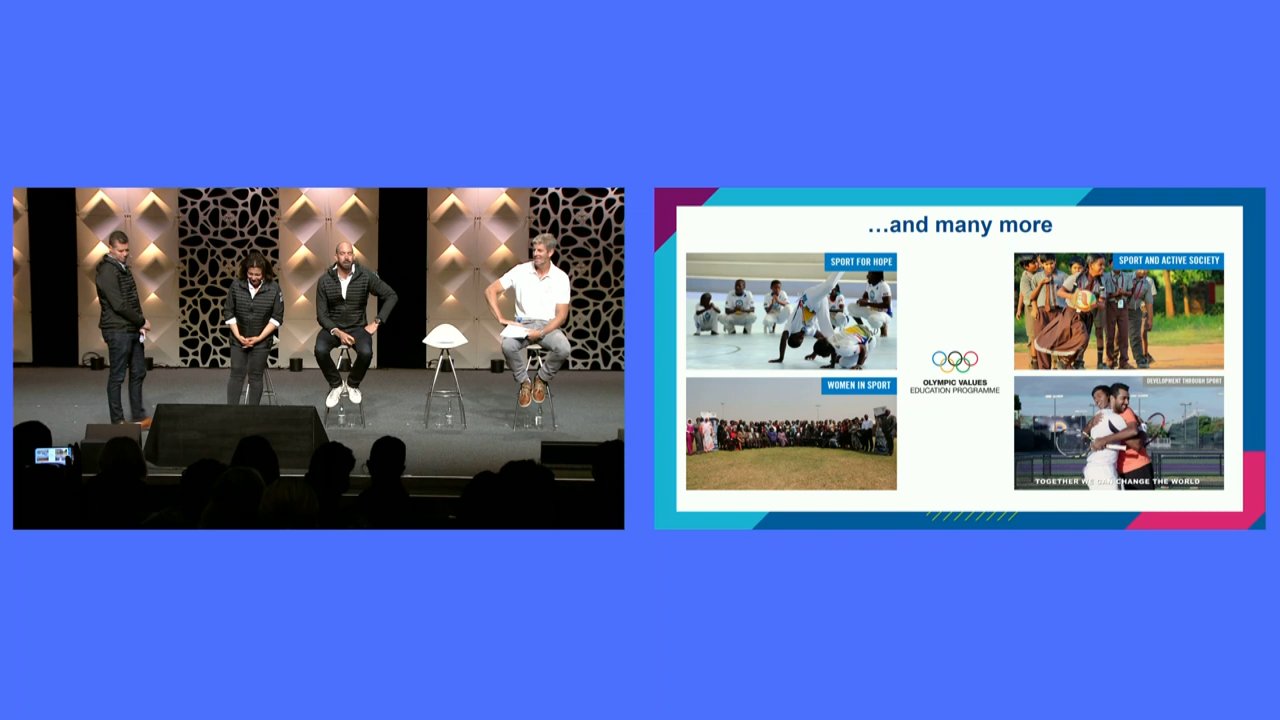 ...and many more
SPORT FOR HOPE
SPORT AND ACTIVE SOCIETY
OLYMPIC VALUES
EDUCATION PROGRAMME
WOMEN IN SPORT
DEVELOPMENT THROUGH SPORT
TOGETHER WE CAN CHANGE THE WORLD